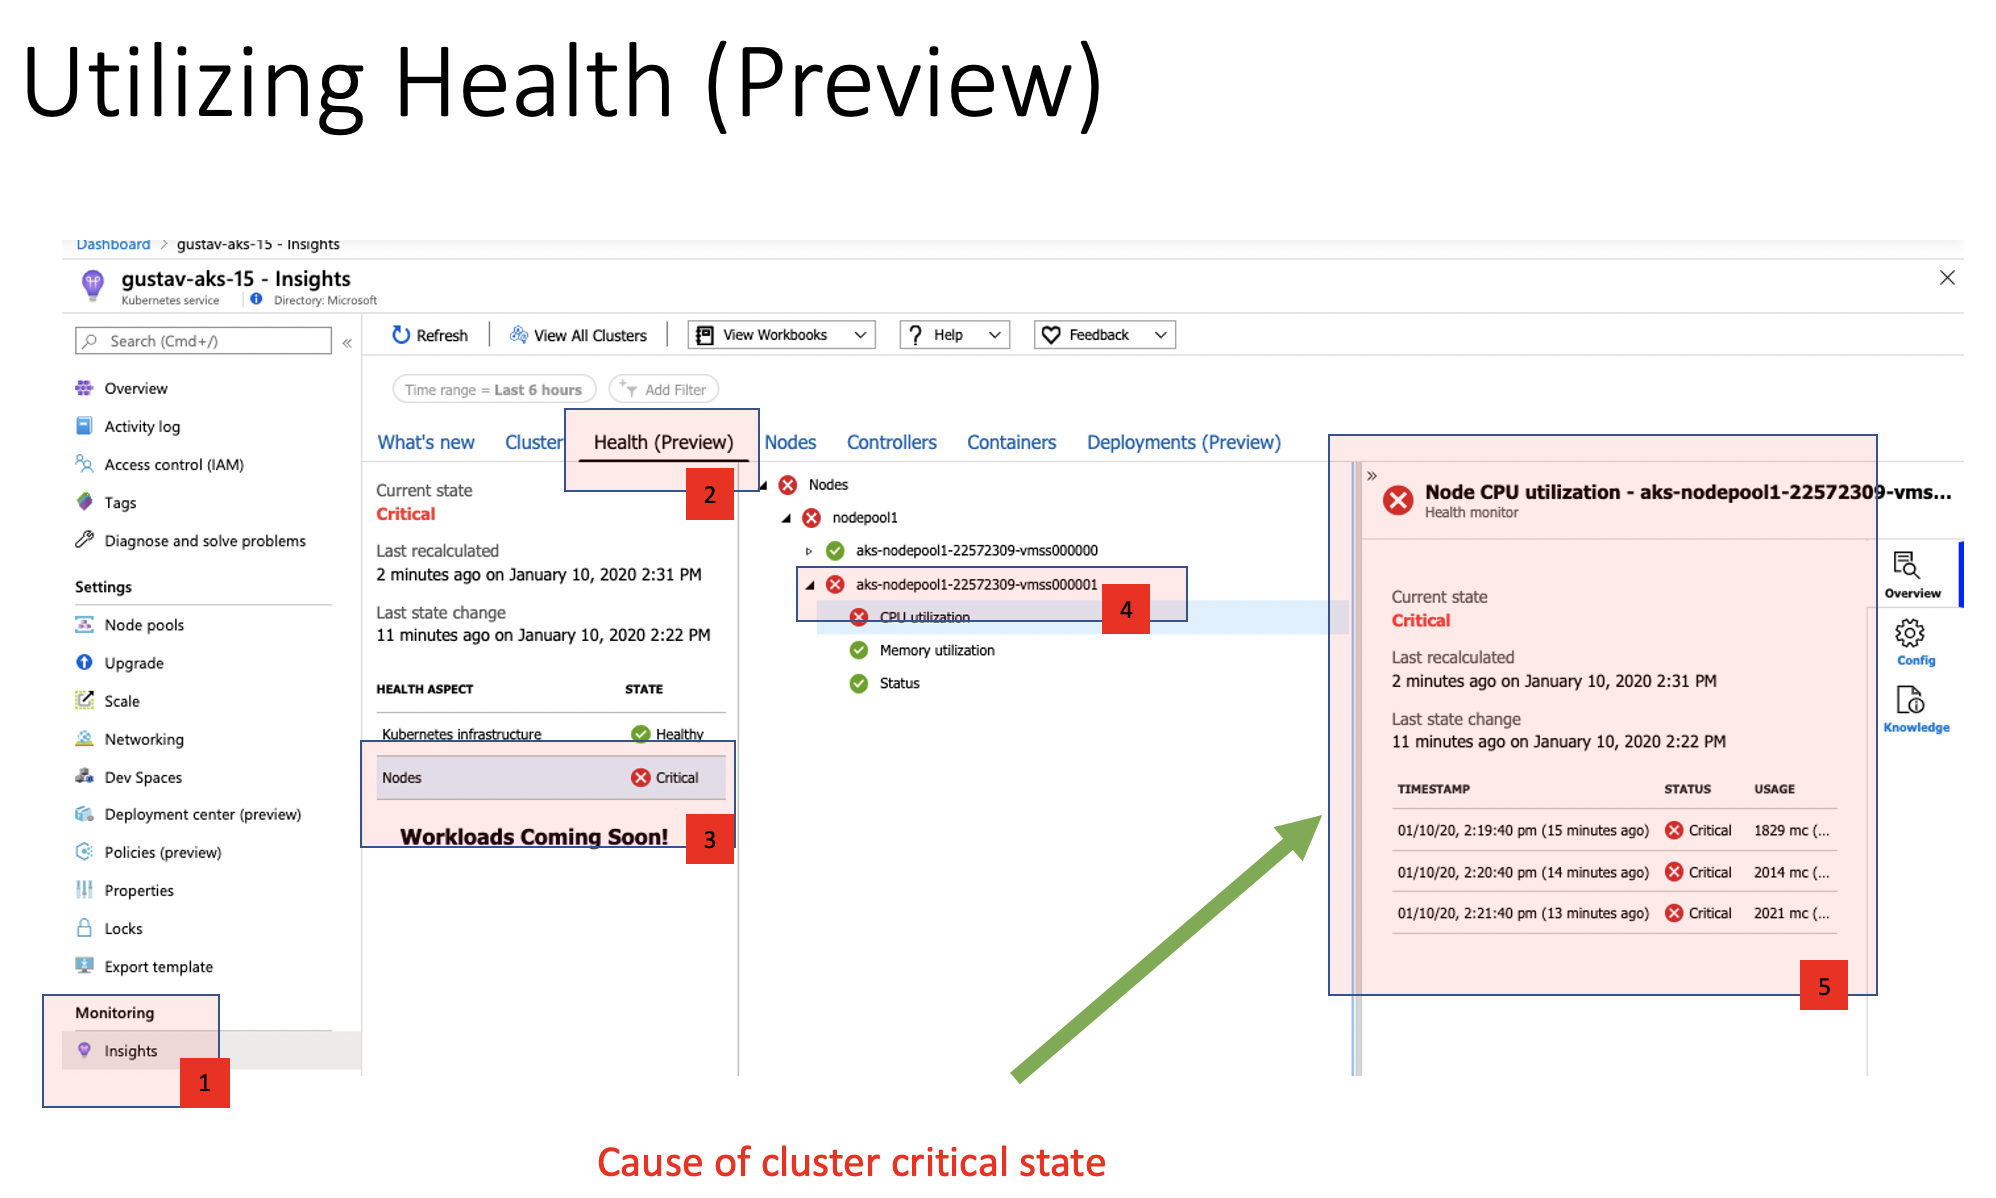 Utilizing Health (Preview)
Dashboard > gustav-aks-15 - Insights
gustav-aks-15 - Insights
Kubernetes service
Directory: Microsoft
Search (Cmd+/)
«
Overview
Activity log
Access control (IAM)
Tags
Diagnose and solve problems
Settings
Node pools
Upgrade
Scale
Networking
Dev Spaces
Deployment center (preview)
Policies (preview)
Properties
Locks
Export template
Monitoring
Insights
1
Refresh
View All Clusters
View Workbooks
Help
Feedback
Time range = Last 6 hours
Add Filter
What's new
Cluster
Health (Preview)
Nodes
Controllers
Containers
Deployments (Preview)
2
Current state
Critical
Last recalculated
2 minutes ago on January 10, 2020 2:31 PM
Last state change
11 minutes ago on January 10, 2020 2:22 PM
HEALTH ASPECT STATE
Kubernetes infrastructure Healthy
Nodes Critical
Workloads Coming Soon!
3
Nodes
nodepool1
aks-nodepool1-22572309-vmss000000
aks-nodepool1-22572309-vmss000001
4
CPU utilization
Memory utilization
Status
»
Node CPU utilization - aks-nodepool1-22572309-vms...
Health monitor
Current state
Critical
Last recalculated
2 minutes ago on January 10, 2020 2:31 PM
Last state change
11 minutes ago on January 10, 2020 2:22 PM
TIMESTAMP STATUS USAGE
01/10/20, 2:19:40 pm (15 minutes ago) Critical 1829 mc (...
01/10/20, 2:20:40 pm (14 minutes ago) Critical 2014 mc (...
01/10/20, 2:21:40 pm (13 minutes ago) Critical 2021 mc (...
5
Overview
Config
Knowledge
Cause of cluster critical state